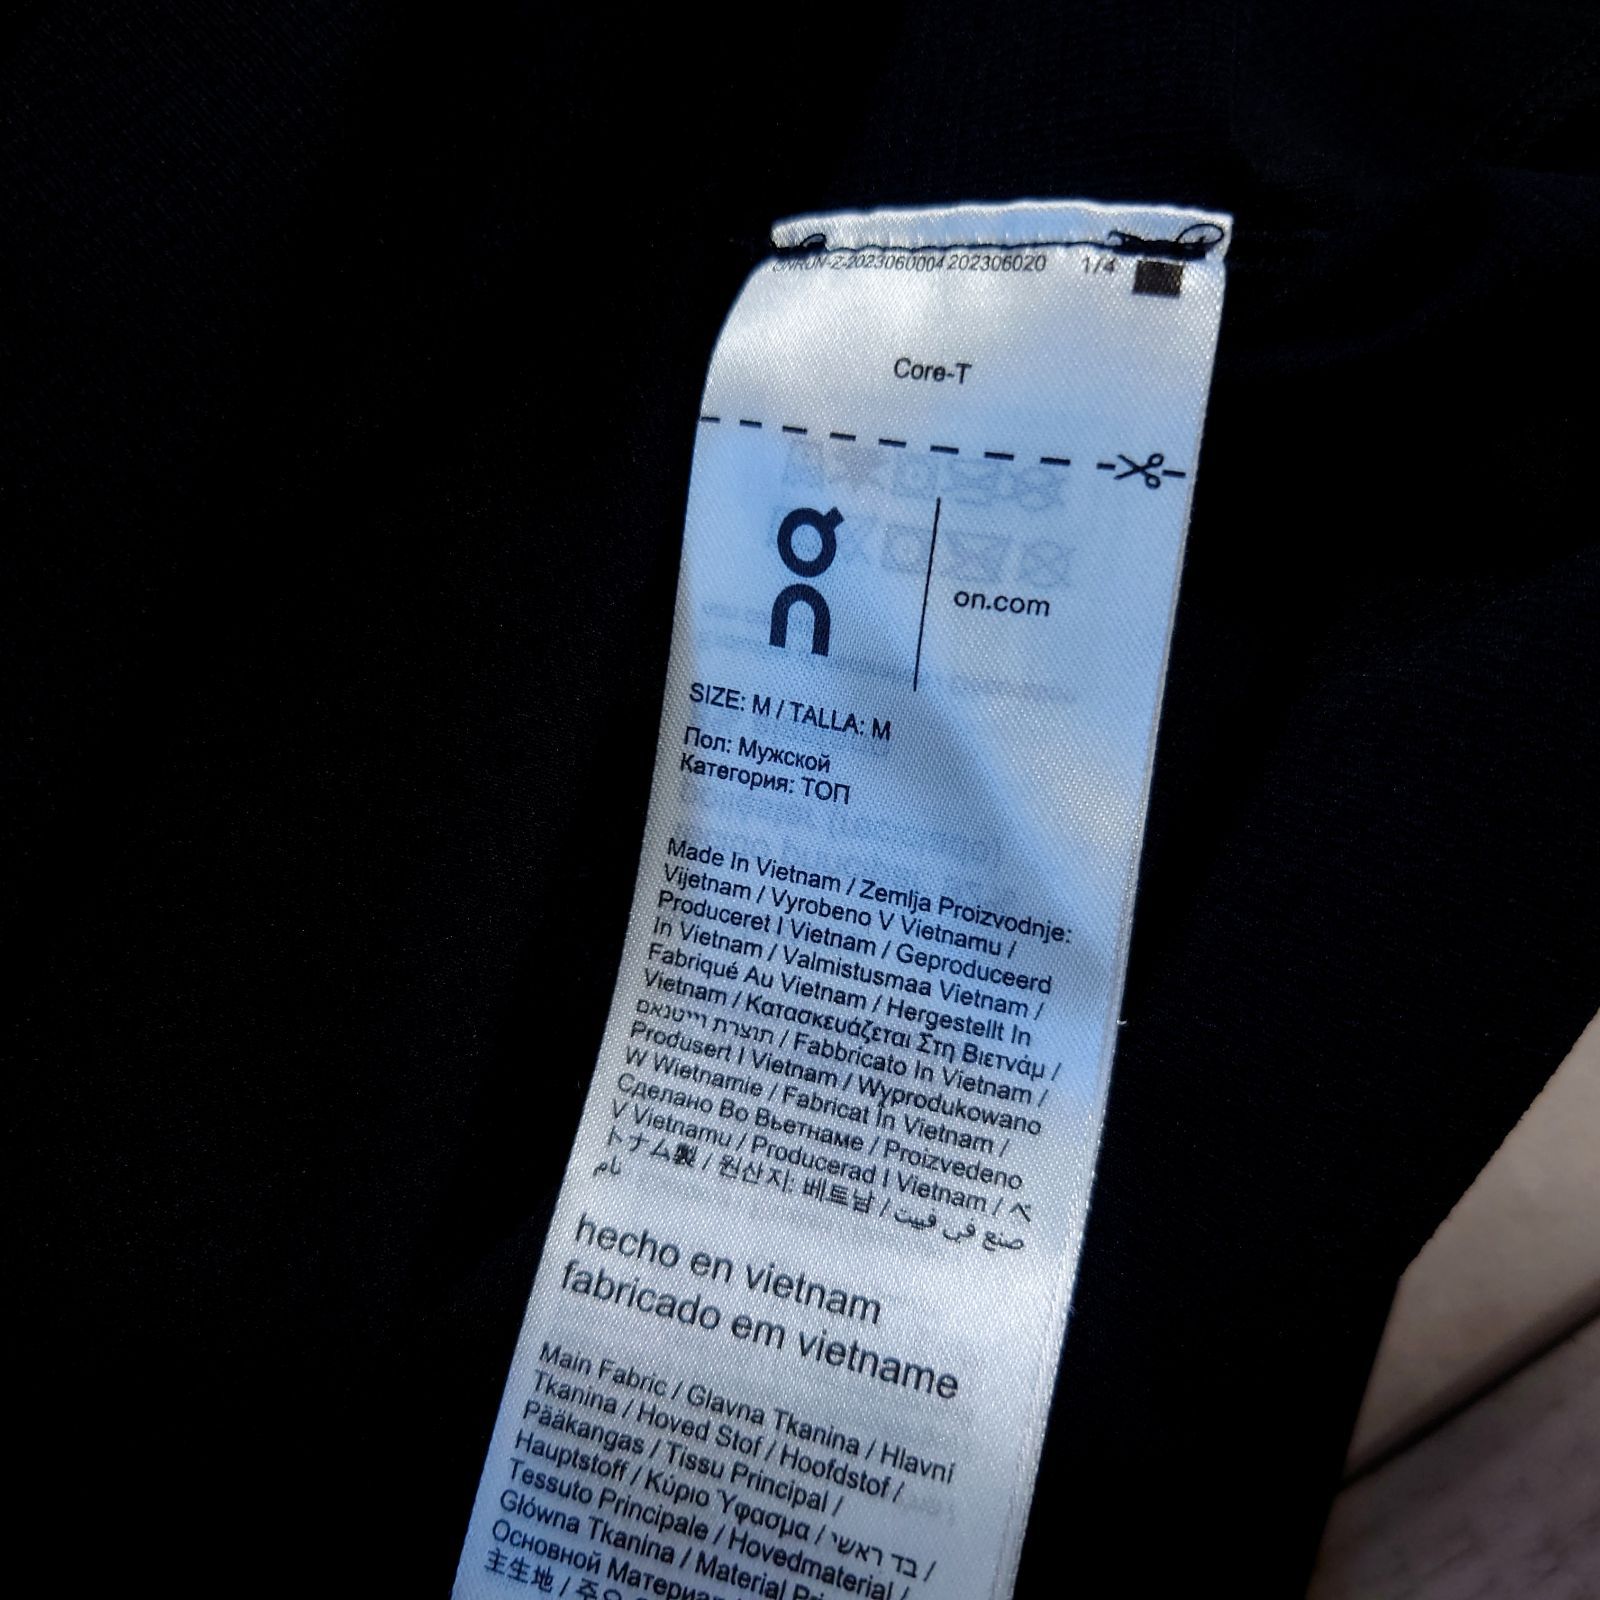 ONRUN-Z-2023060004 202306020 1/4
Core-T
on
on.com
SIZE: M / TALLA: M
Пол: Мужской
Категория: ТОП
Made In Vietnam / Zemlja Proizvodnje:
Vijetnam / Vyrobeno V Vietnamu /
Produceret I Vietnam / Geproduceerd
In Vietnam / Valmistusmaa Vietnam /
Fabriqué Au Vietnam / Hergestellt In
Vietnam / Κατασκευάζεται Στη Βιετνάμ /
תוצרת וייטנאם / Fabbricato In Vietnam /
Produsert I Vietnam / Wyprodukowano
W Wietnamie / Fabricat În Vietnam /
Сделано Во Вьетнаме / Proizvedeno
V Vietnamu / Producerad I Vietnam / ベ
トナム製 / 원산지: 베트남 / صنع في فييت
نام
hecho en vietnam
fabricado em vietname
Main Fabric / Glavna Tkanina / Hlavní
Tkanina / Hoved Stof / Hoofdstof /
Pääkangas / Tissu Principal /
Hauptstoff / Κύριο Ύφασμα / בד ראשי /
Tessuto Principale / Hovedmaterial /
Główna Tkanina / Material
Основной
主生地 /